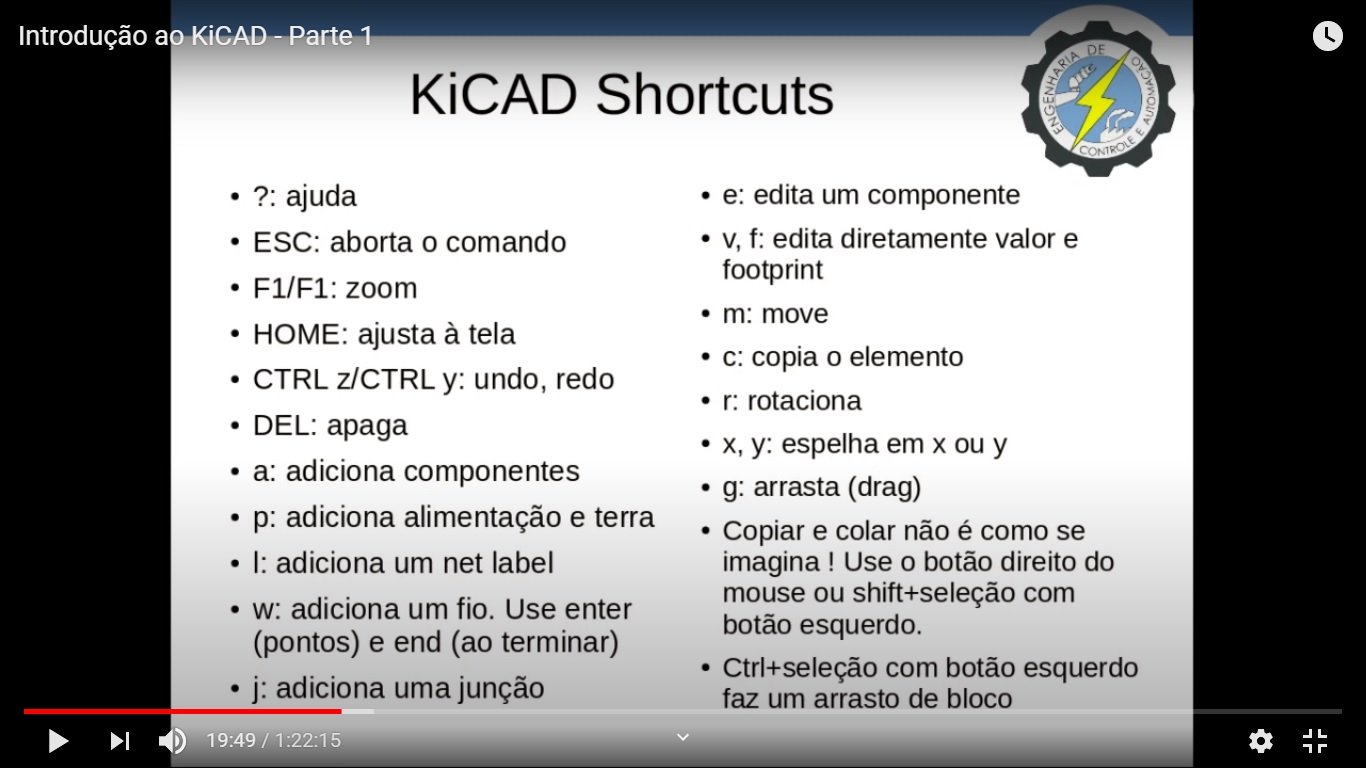 Introdução ao KiCAD - Parte 1
KiCAD Shortcuts
ENGENHARIA DE
CONTROLE E AUTOMAÇÃO
• ?: ajuda
• ESC: aborta o comando
• F1/F1: zoom
• HOME: ajusta à tela
• CTRL z/CTRL y: undo, redo
• DEL: apaga
• a: adiciona componentes
• p: adiciona alimentação e terra
• l: adiciona um net label
• w: adiciona um fio. Use enter
(pontos) e end (ao terminar)
• j: adiciona uma junção
• e: edita um componente
• v, f: edita diretamente valor e
footprint
• m: move
• c: copia o elemento
• r: rotaciona
• x, y: espelha em x ou y
• g: arrasta (drag)
• Copiar e colar não é como se
imagina ! Use o botão direito do
mouse ou shift+seleção com
botão esquerdo.
• Ctrl+seleção com botão esquerdo
faz um arrasto de bloco
19:49 / 1:22:15